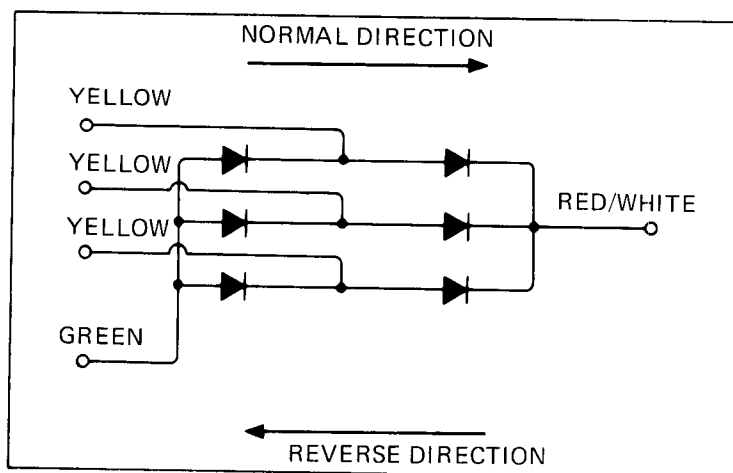 NORMAL DIRECTION
YELLOW
YELLOW
YELLOW
RED/WHITE
GREEN
REVERSE DIRECTION